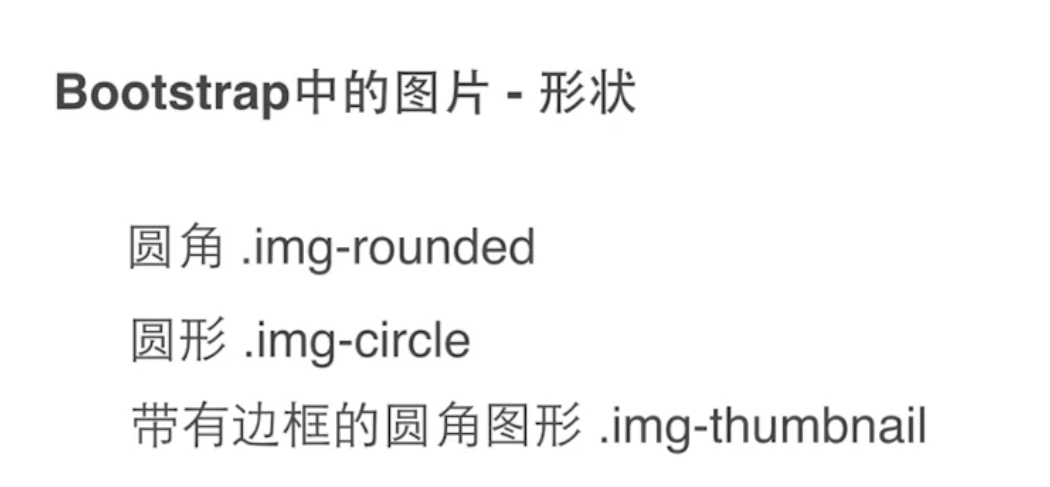 Bootstrap中的图片 - 形状
圆角 .img-rounded
圆形 .img-circle
带有边框的圆角图形 .img-thumbnail